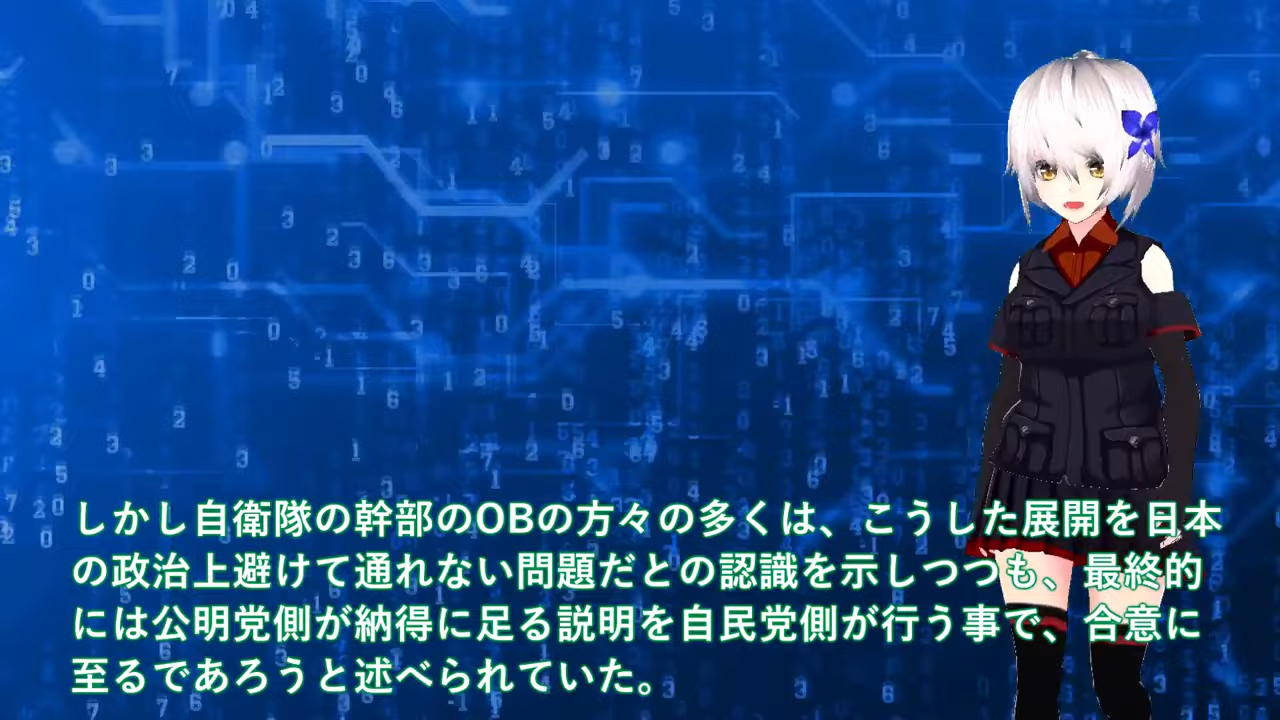 しかし自衛隊の幹部のOBの方々の多くは、こうした展開を日本
の政治上避けて通れない問題だとの認識を示しつつも、最終的
には公明党側が納得に足る説明を自民党側が行う事で、合意に
至るであろうと述べられていた。